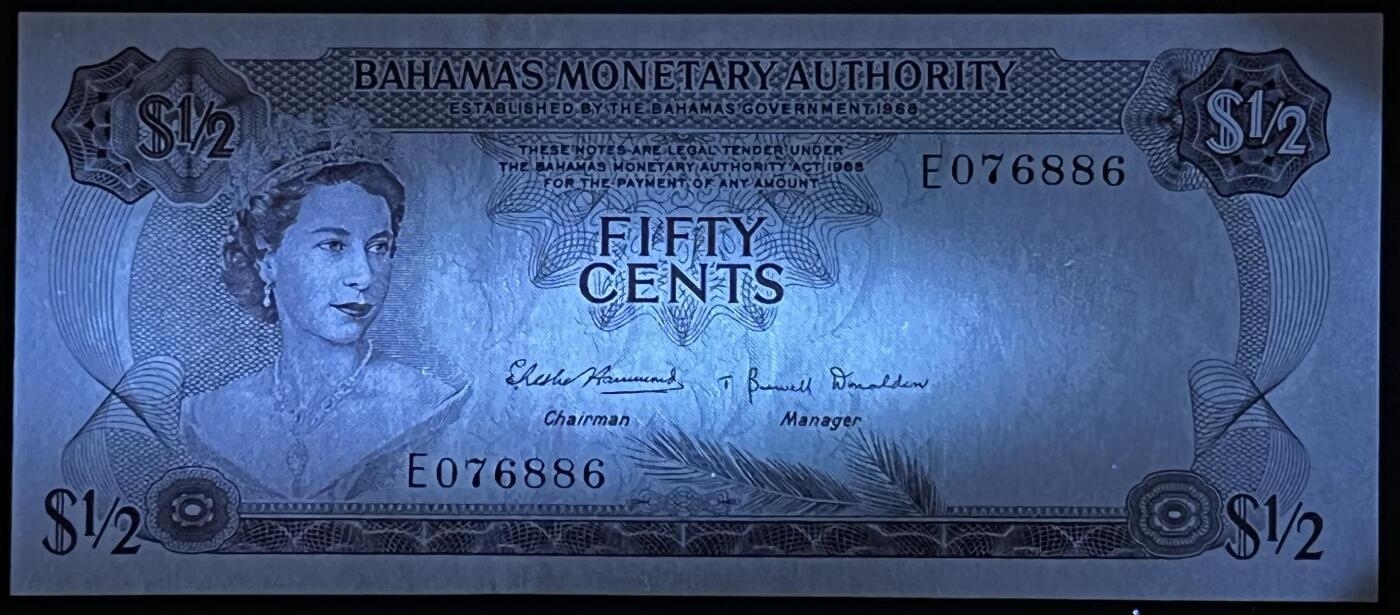 BAHAMAS MONETARY AUTHORITY
ESTABLISHED BY THE BAHAMAS GOVERNMENT 1968
$1/2
$1/2
THESE NOTES ARE LEGAL TENDER UNDER
THE BAHAMAS MONETARY AUTHORITY ACT 1968
FOR THE PAYMENT OF ANY AMOUNT
E076886
FIFTY
CENTS
T Burwell Donaldson
Chairman Manager
E076886
$1/2
$1/2